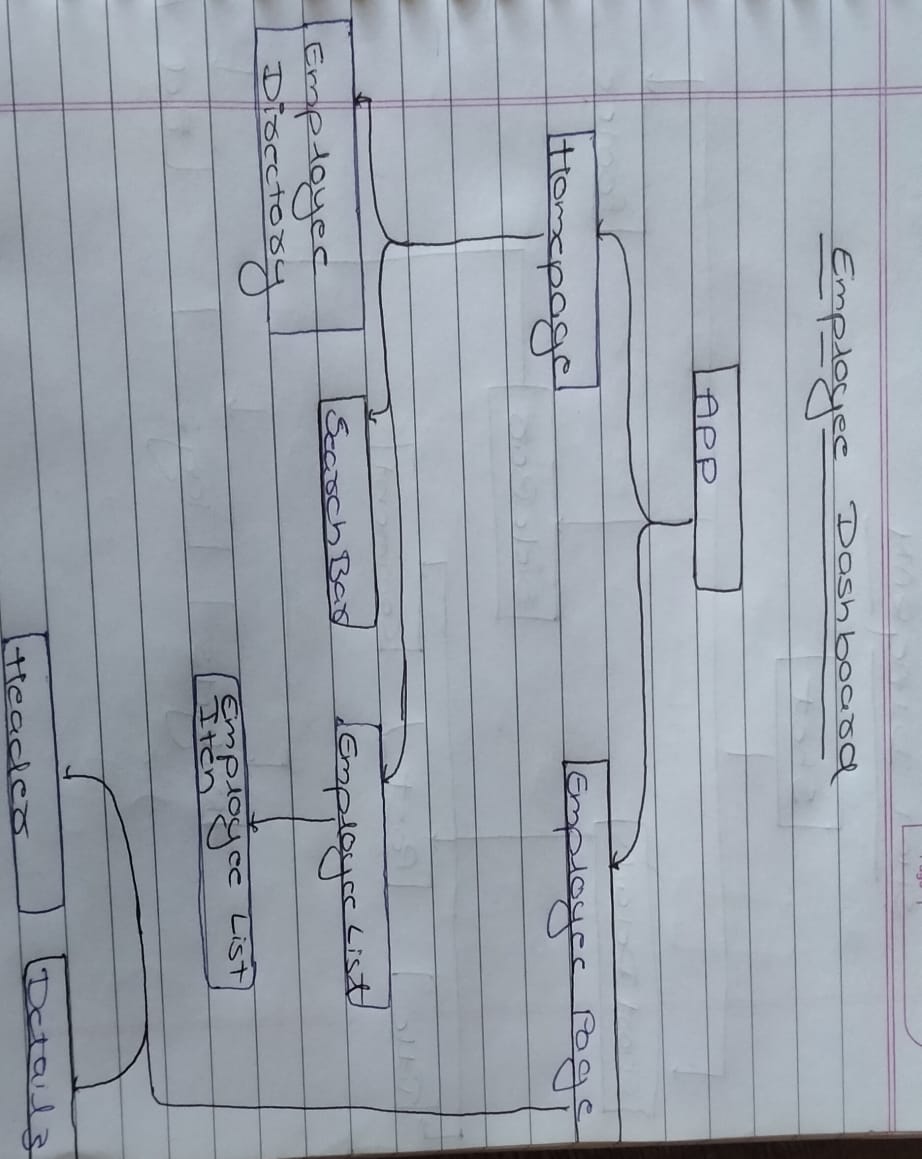 Employee Dashboard
App
Homepage
Employee Page
Employee
Directory
Search Bar
Employee List
Employee List
Item
Header
Details